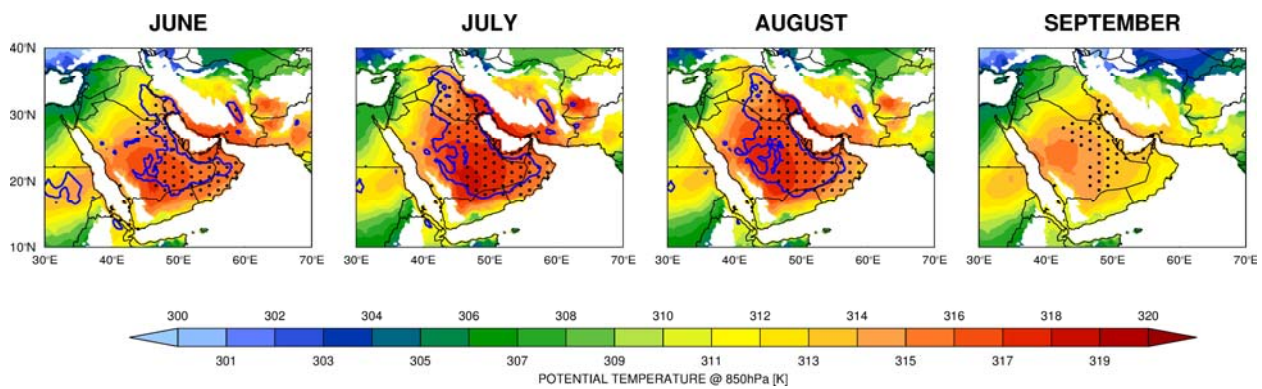 JUNE JULY AUGUST SEPTEMBER
40°N
30°N
20°N
10°N
30°E 40°E 50°E 60°E 70°E 30°E 40°E 50°E 60°E 70°E 30°E 40°E 50°E 60°E 70°E 30°E 40°E 50°E 60°E 70°E
300 302 304 306 308 310 312 314 316 318 320
301 303 305 307 309 311 313 315 317 319
POTENTIAL TEMPERATURE @ 850hPa [K]